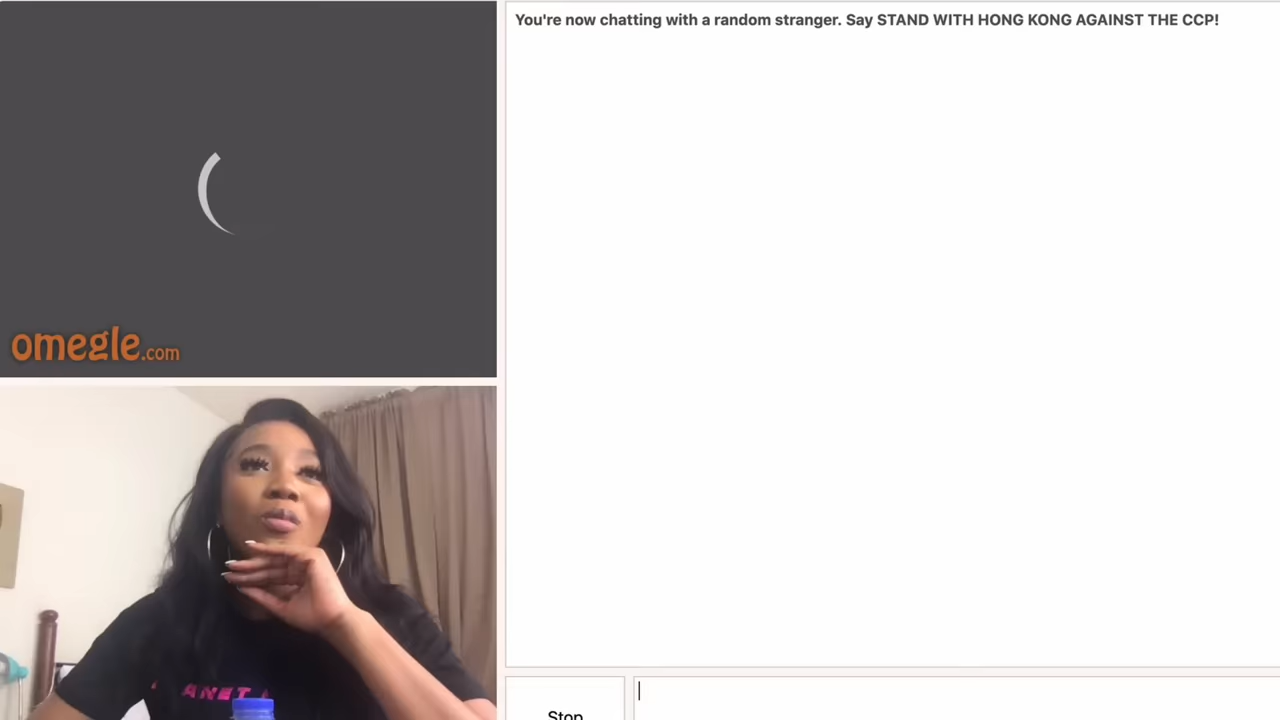 You're now chatting with a random stranger. Say STAND WITH HONG KONG AGAINST THE CCP!
omegle.com
Stop